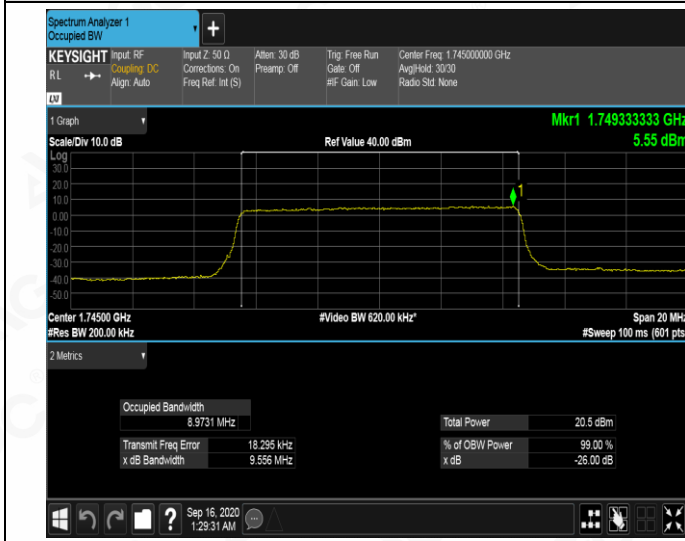 Spectrum Analyzer 1
Occupied BW
KEYSIGHT
RL
LXI
Input: RF
Coupling: DC
Align: Auto
Input Z: 50 Ω
Corrections: On
Freq Ref: Int (S)
Atten: 30 dB
Preamp: Off
Trig: Free Run
Gate: Off
#IF Gain: Low
Center Freq: 1.745000000 GHz
Avg|Hold: 30/30
Radio Std: None
1 Graph
Scale/Div 10.0 dB
Ref Value 40.00 dBm
Mkr1 1.749333333 GHz
5.55 dBm
Log
30.0
20.0
10.0
0.00
-10.0
-20.0
-30.0
-40.0
-50.0
1
Center 1.74500 GHz
#Video BW 620.00 kHz*
Span 20 MHz
#Res BW 200.00 kHz
#Sweep 100 ms (601 pts)
2 Metrics
Occupied Bandwidth
8.9731 MHz
Total Power 20.5 dBm
Transmit Freq Error 18.295 kHz
% of OBW Power 99.00 %
x dB Bandwidth 9.556 MHz
x dB -26.00 dB
?
Sep 16, 2020
1:29:31 AM